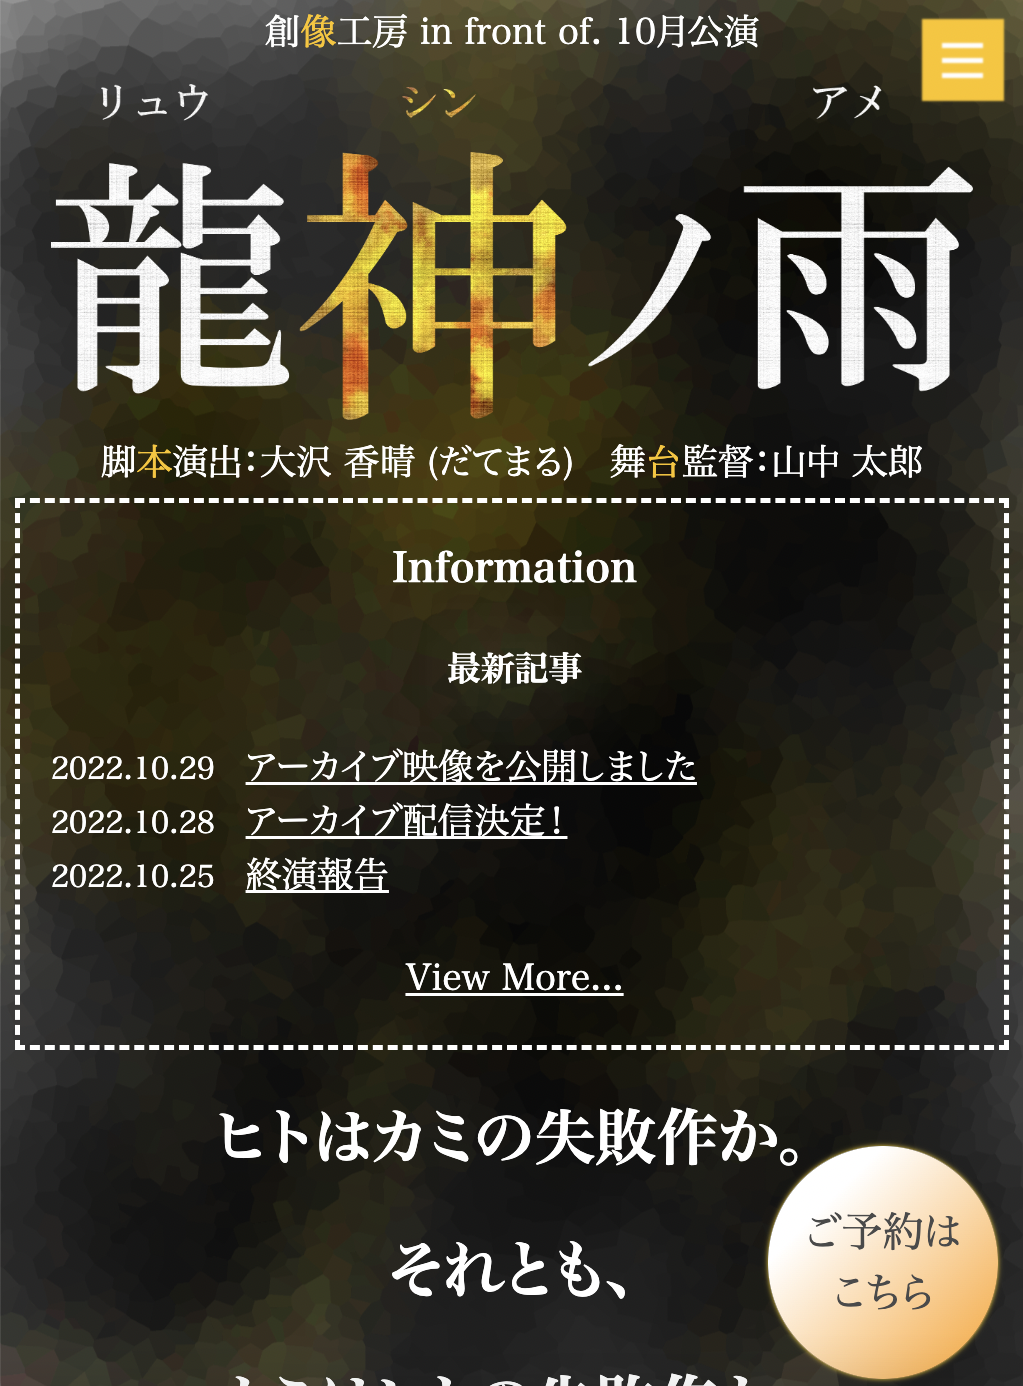 創像工房 in front of. 10月公演
リュウ シン アメ
龍神ノ雨
脚本演出:大沢 香晴 (だてまる) 舞台監督:山中 太郎
Information
最新記事
2022.10.29 アーカイブ映像を公開しました
2022.10.28 アーカイブ配信決定!
2022.10.25 終演報告
View More...
ヒトはカミの失敗作か。
それとも、
ご予約は
こちら